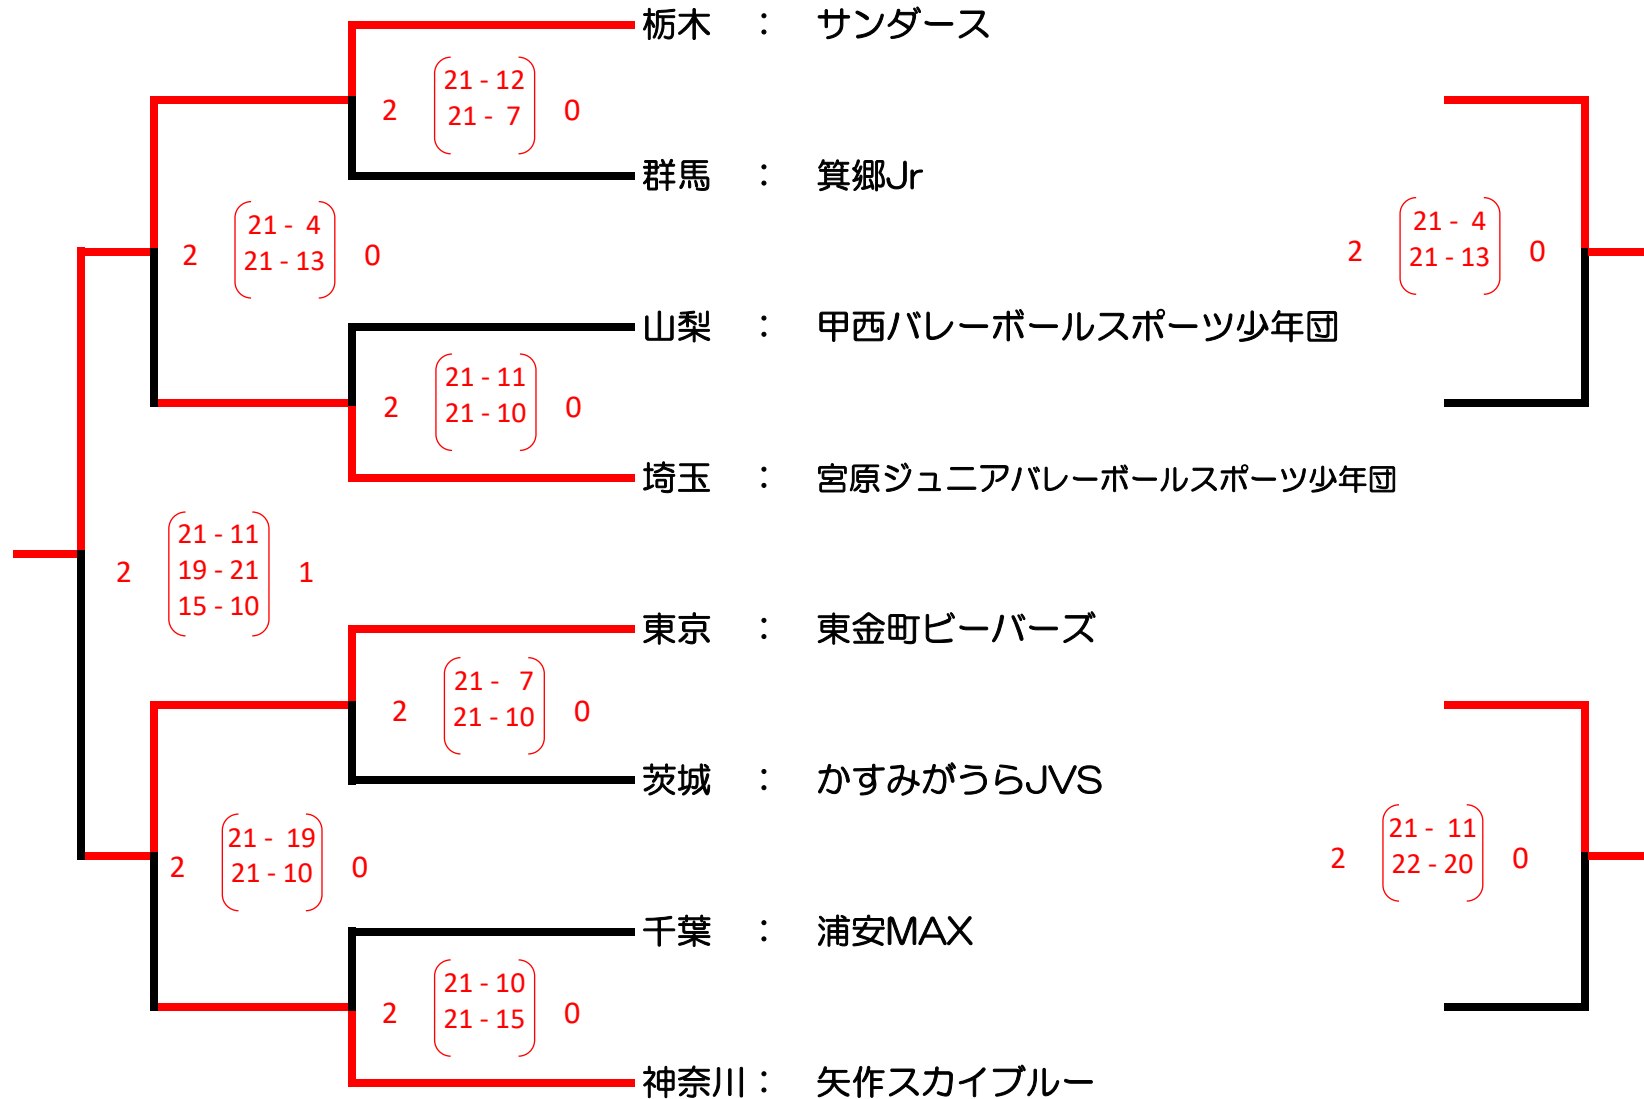 栃木 ： サンダース
2 21 - 12 0
21 - 7
群馬 ： 箕郷Jr
2 21 - 4 0
21 - 13
2 21 - 4 0
21 - 13
山梨 ： 甲西バレーボールスポーツ少年団
2 21 - 11 0
21 - 10
埼玉 ： 宮原ジュニアバレーボールスポーツ少年団
2 21 - 11 1
19 - 21
15 - 10
東京 ： 東金町ビーバーズ
2 21 - 7 0
21 - 10
茨城 ： かすみがうらJVS
2 21 - 19 0
21 - 10
2 21 - 11 0
22 - 20
千葉 ： 浦安MAX
2 21 - 10 0
21 - 15
神奈川 ： 矢作スカイブルー